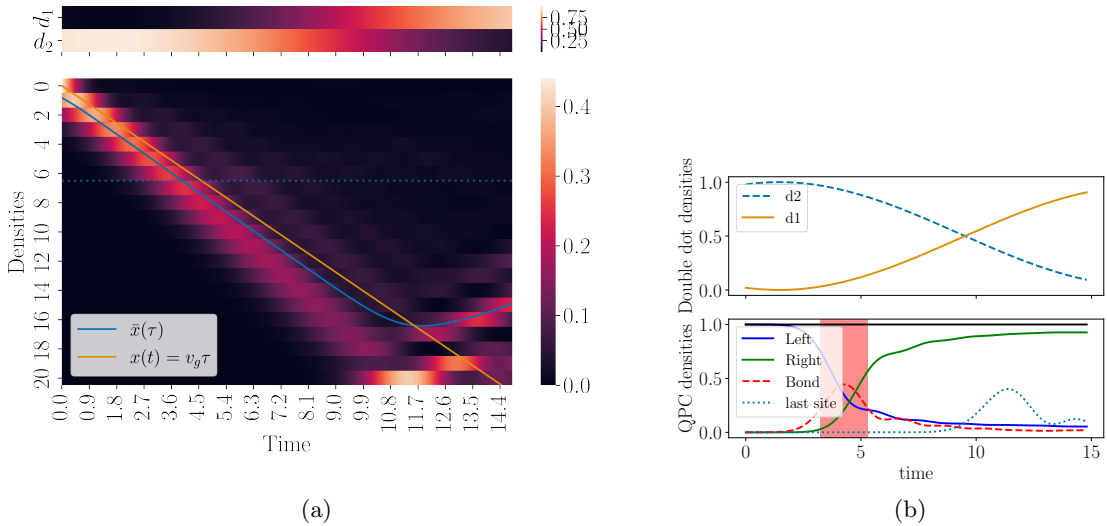 d₁
d₂
0.75
0.50
0.25
Densities
0
2
4
6
8
10
12
14
16
18
20
x̄(τ)
x(t) = v_gτ
0.0 0.9 1.8 2.7 3.6 4.5 5.4 6.3 7.2 8.1 9.0 9.9 10.8 11.7 12.6 13.5 14.4
Time
0.4
0.3
0.2
0.1
0.0
(a)
Double dot densities
1.0
0.5
0.0
d2
d1
QPC densities
1.0
0.5
0.0
Left
Right
Bond
last site
0 5 10 15
time
(b)